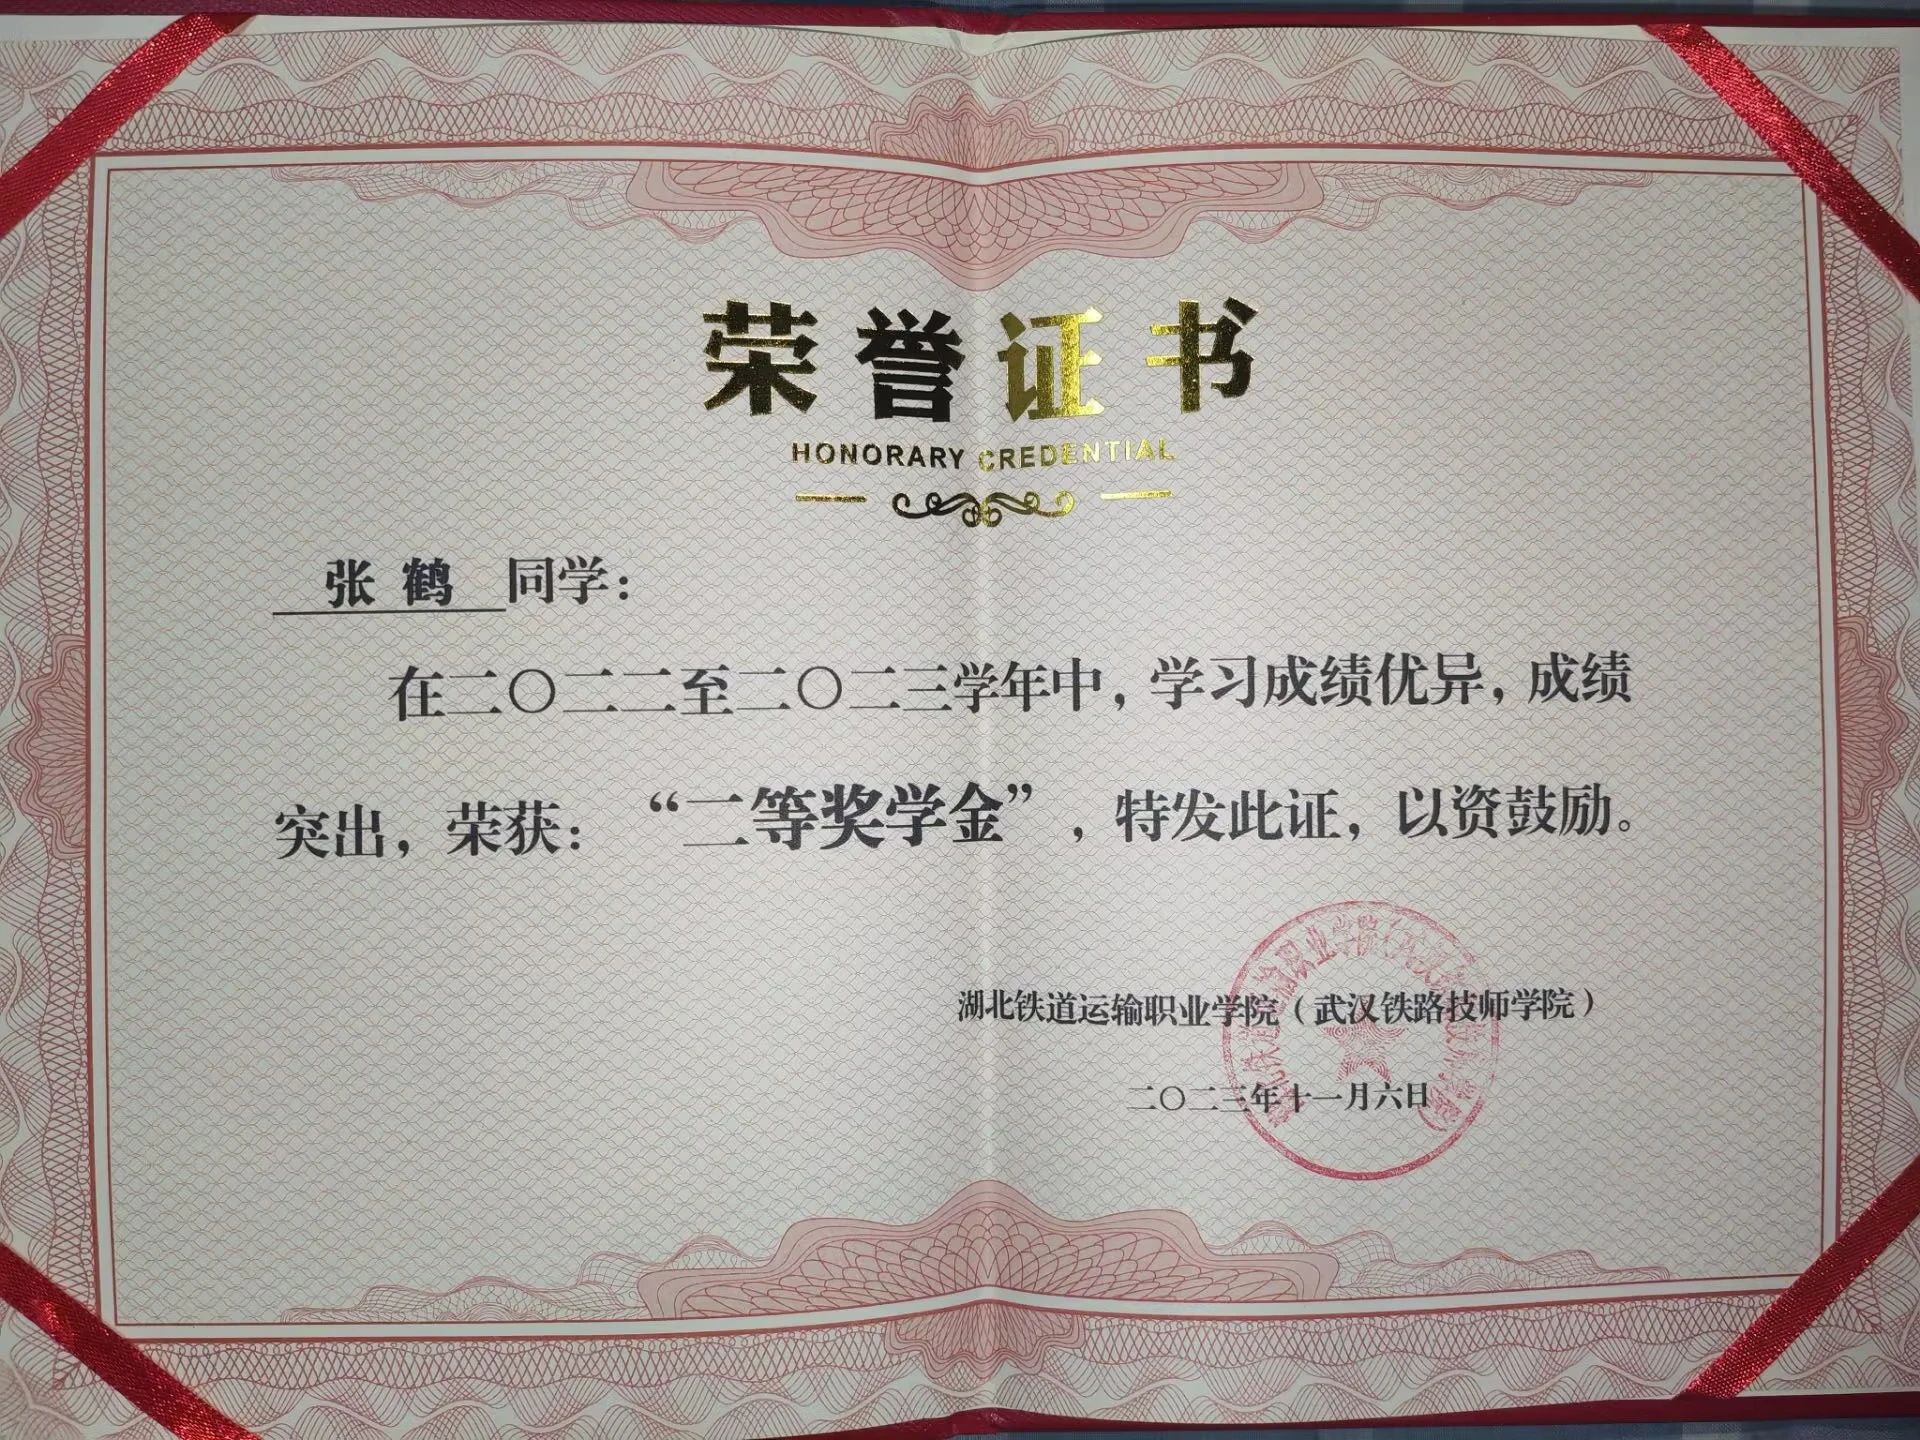 荣誉证书
HONORARY CREDENTIAL
张鹤 同学：
在二〇二二至二〇二三学年中，学习成绩优异，成绩
突出，荣获：“二等奖学金”，特发此证，以资鼓励。
湖北铁道运输职业学院（武汉铁路技师学院）
二〇二三年十一月六日